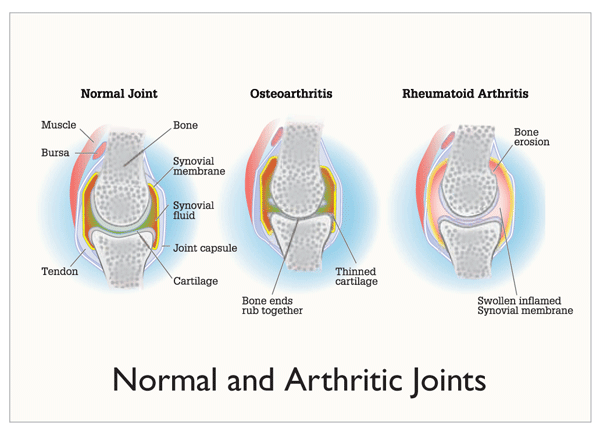 Normal Joint
Muscle
Bursa
Tendon
Bone
Synovial
membrane
Synovial
fluid
Joint capsule
Cartilage
Osteoarthritis
Bone ends
rub together
Thinned
cartilage
Rheumatoid Arthritis
Bone
erosion
Swollen inflamed
Synovial membrane
Normal and Arthritic Joints